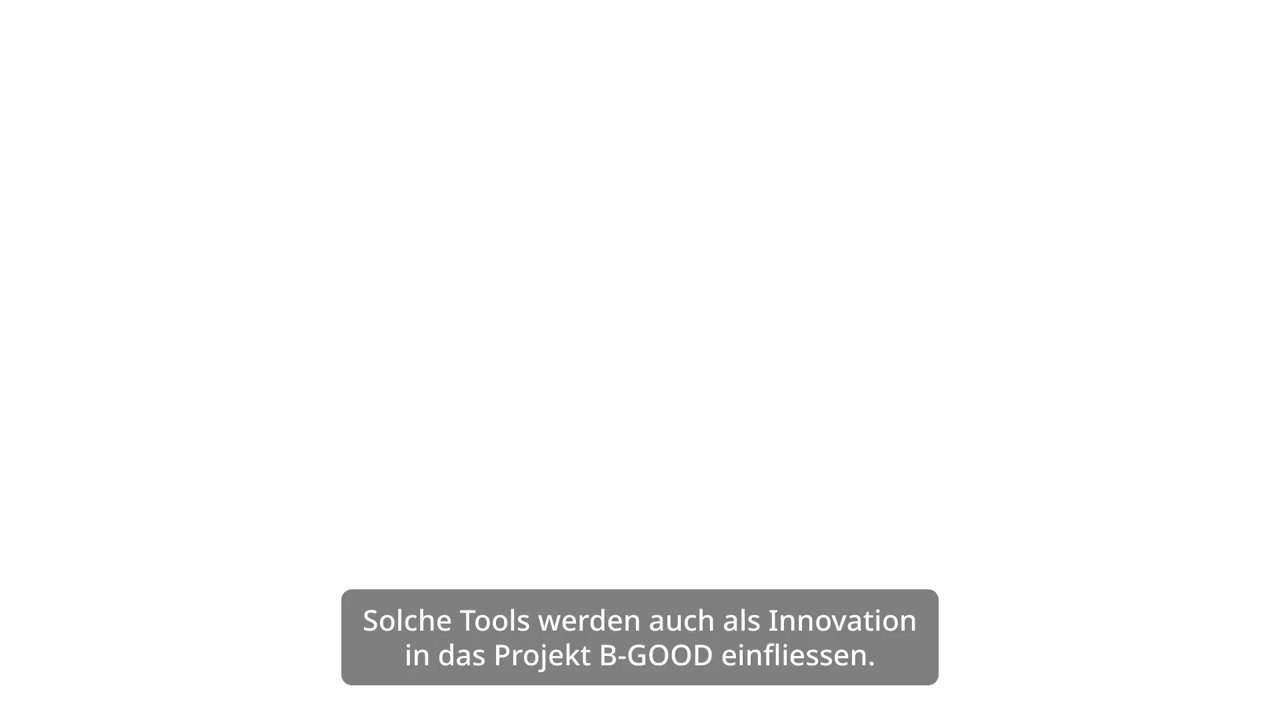 Solche Tools werden auch als Innovation
in das Projekt B-GOOD einfliessen.